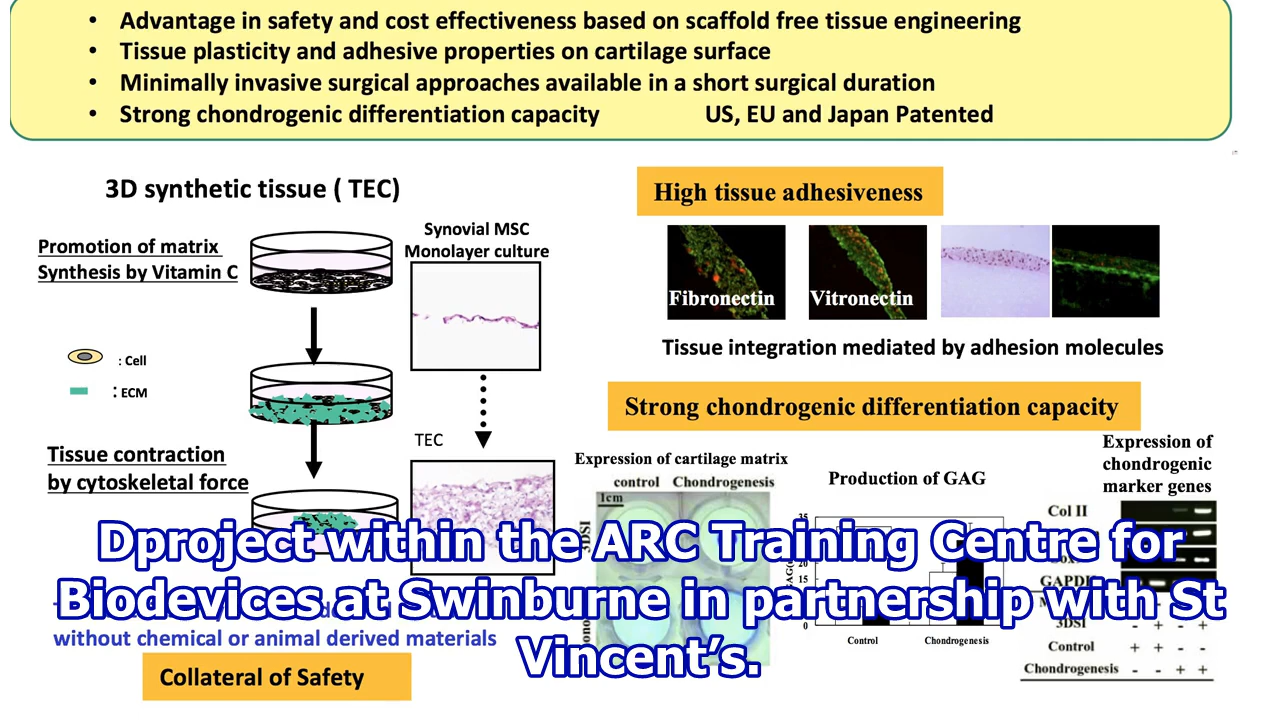 • Advantage in safety and cost effectiveness based on scaffold free tissue engineering
• Tissue plasticity and adhesive properties on cartilage surface
• Minimally invasive surgical approaches available in a short surgical duration
• Strong chondrogenic differentiation capacity US, EU and Japan Patented
3D synthetic tissue ( TEC)
Promotion of matrix
Synthesis by Vitamin C
Synovial MSC
Monolayer culture
: Cell
: ECM
Tissue contraction
by cytoskeletal force
TEC
without chemical or animal derived materials
Collateral of Safety
High tissue adhesiveness
Fibronectin
Vitronectin
Tissue integration mediated by adhesion molecules
Strong chondrogenic differentiation capacity
Expression of cartilage matrix
control Chondrogenesis
1cm
3DSI
Production of GAG
35
20
15
0
Control Chondrogenesis
Expression of
chondrogenic
marker genes
Col II
GAPDH
3DSI - + - +
Control + + - -
Chondrogenesis - - + +
Dproject within the ARC Training Centre for
Biodevices at Swinburne in partnership with St
Vincent’s.